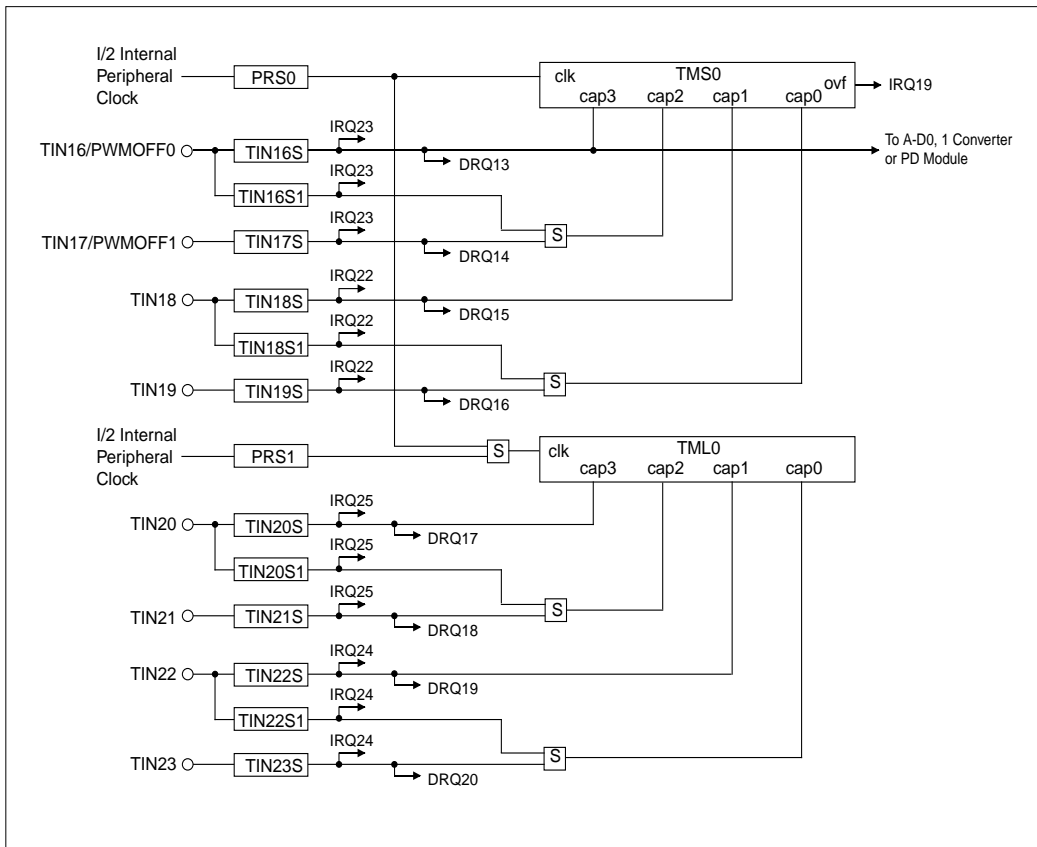 I/2 Internal
Peripheral
Clock
PRS0
clk
TMS0
ovf
cap3
cap2
cap1
cap0
IRQ19
TIN16/PWMOFF0
TIN16S
IRQ23
DRQ13
To A-D0, 1 Converter
or PD Module
TIN16S1
IRQ23
S
TIN17/PWMOFF1
TIN17S
IRQ23
DRQ14
TIN18
TIN18S
IRQ22
DRQ15
TIN18S1
IRQ22
S
TIN19
TIN19S
IRQ22
DRQ16
I/2 Internal
Peripheral
Clock
PRS1
S
clk
TML0
cap3
cap2
cap1
cap0
TIN20
TIN20S
IRQ25
DRQ17
TIN20S1
IRQ25
S
TIN21
TIN21S
IRQ25
DRQ18
TIN22
TIN22S
IRQ24
DRQ19
TIN22S1
IRQ24
S
TIN23
TIN23S
IRQ24
DRQ20